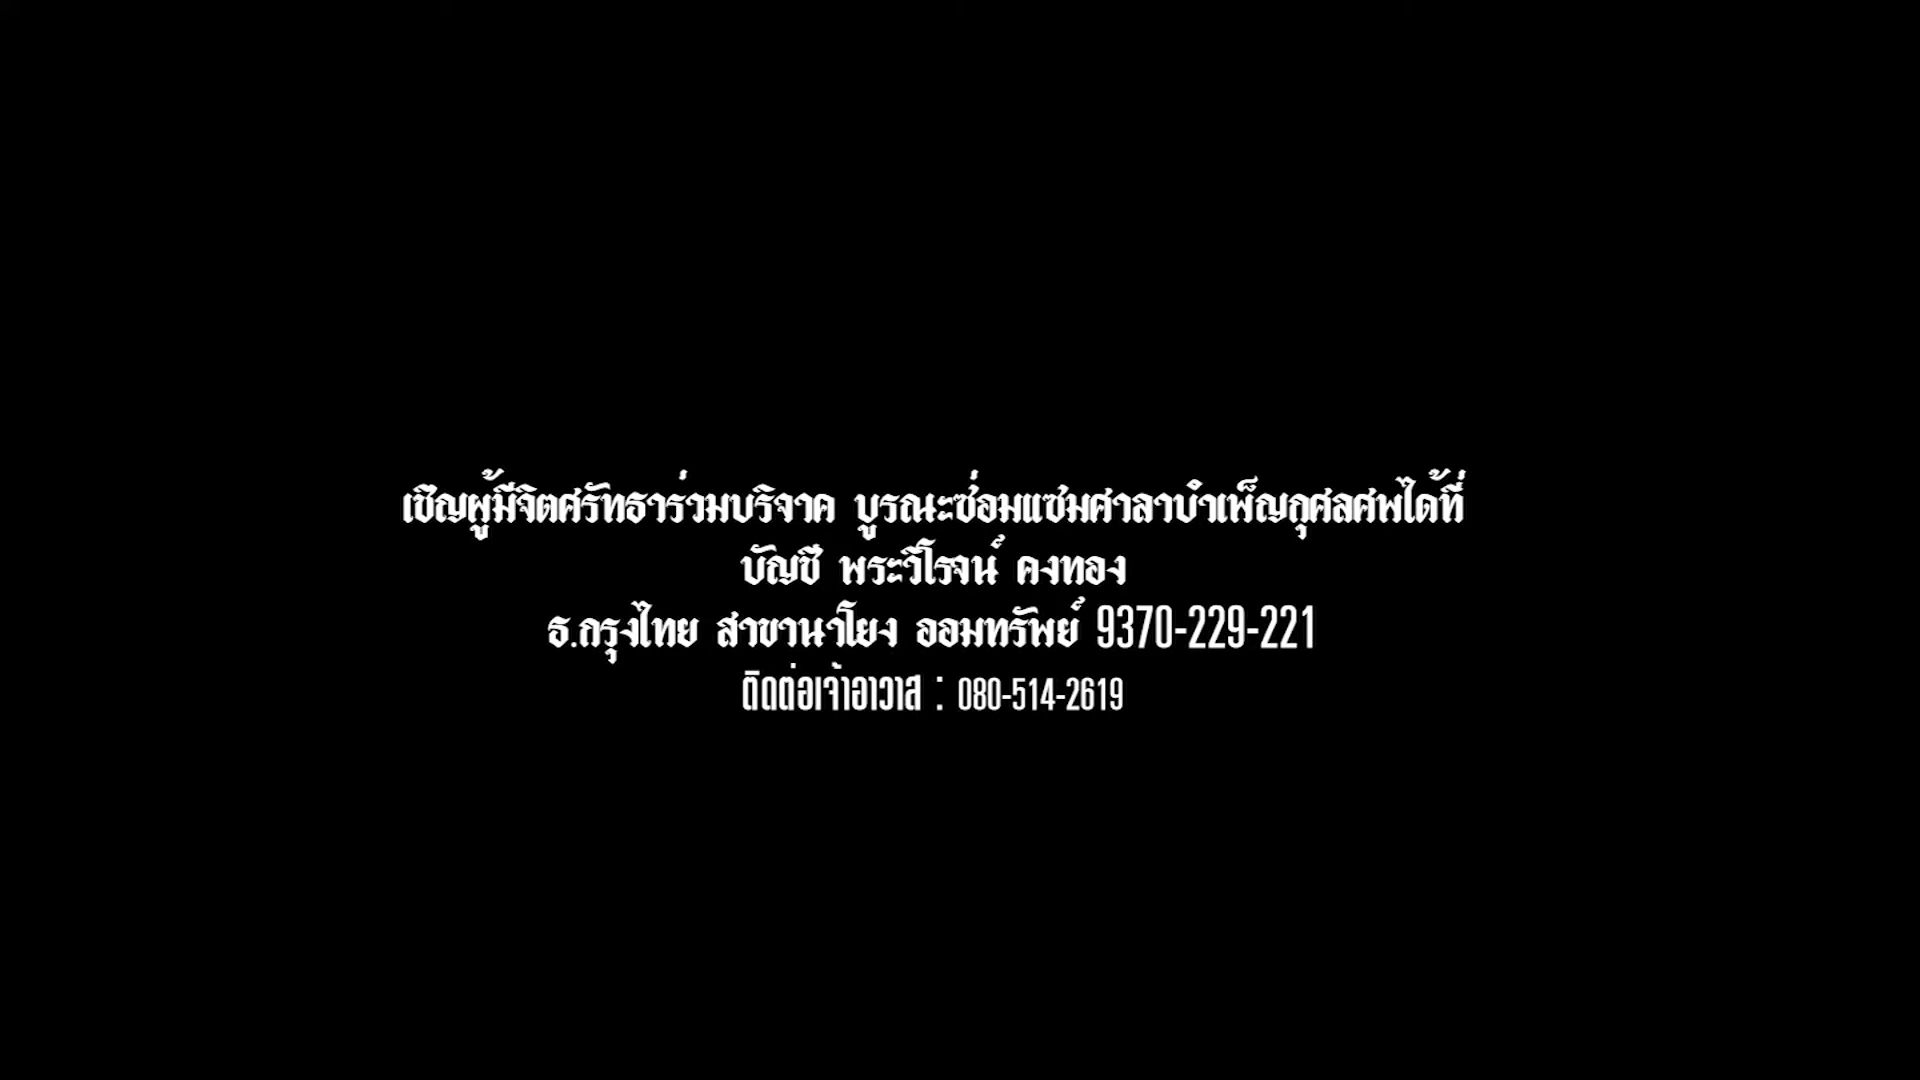 เชิญผู้มีจิตศรัทธาร่วมบริจาค บูรณะซ่อมแซมศาลาบำเพ็ญกุศลศพได้ที่
บัญชี พระวิโรจน์ คงทอง
ธ.กรุงไทย สาขานาโยง ออมทรัพย์ 9370-229-221
ติดต่อเจ้าอาวาส : 080-514-2619